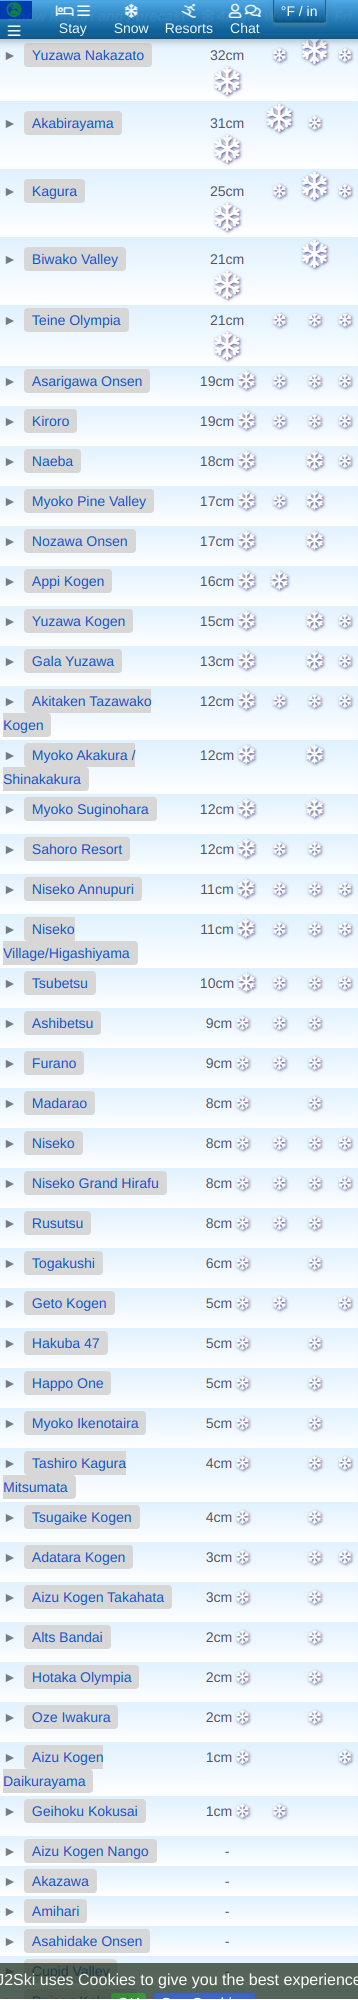 °F / in
Stay Snow Resorts Chat
Yuzawa Nakazato 32cm
Akabirayama 31cm
Kagura 25cm
Biwako Valley 21cm
Teine Olympia 21cm
Asarigawa Onsen 19cm
Kiroro 19cm
Naeba 18cm
Myoko Pine Valley 17cm
Nozawa Onsen 17cm
Appi Kogen 16cm
Yuzawa Kogen 15cm
Gala Yuzawa 13cm
Akitaken Tazawako 12cm
Kogen
Myoko Akakura / 12cm
Shinakakura
Myoko Suginohara 12cm
Sahoro Resort 12cm
Niseko Annupuri 11cm
Niseko 11cm
Village/Higashiyama
Tsubetsu 10cm
Ashibetsu 9cm
Furano 9cm
Madarao 8cm
Niseko 8cm
Niseko Grand Hirafu 8cm
Rusutsu 8cm
Togakushi 6cm
Geto Kogen 5cm
Hakuba 47 5cm
Happo One 5cm
Myoko Ikenotaira 5cm
Tashiro Kagura 4cm
Mitsumata
Tsugaike Kogen 4cm
Adatara Kogen 3cm
Aizu Kogen Takahata 3cm
Alts Bandai 2cm
Hotaka Olympia 2cm
Oze Iwakura 2cm
Aizu Kogen 1cm
Daikurayama
Geihoku Kokusai 1cm
Aizu Kogen Nango -
Akazawa -
Amihari -
Asahidake Onsen -
Cupid Valley
J2Ski uses Cookies to give you the best experience